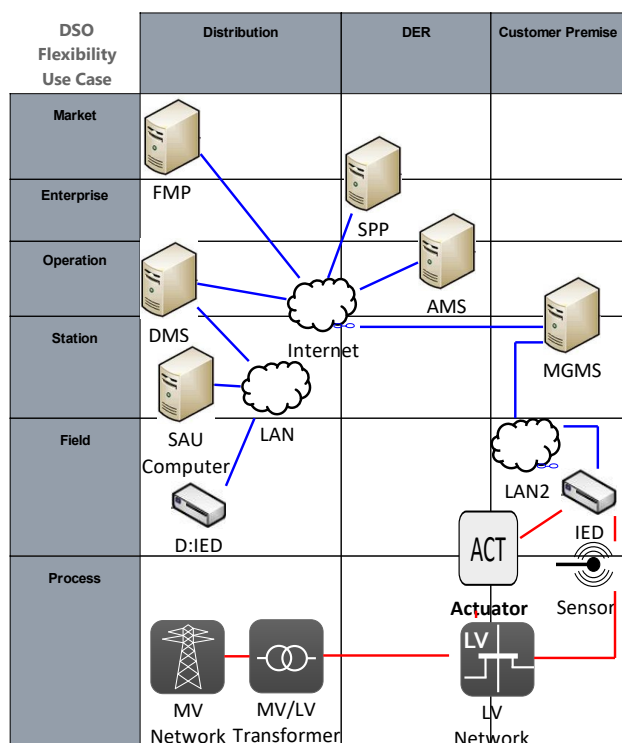 DSO
Flexibility
Use Case
Distribution
DER
Customer Premise
Market
FMP
Enterprise
SPP
Operation
DMS
AMS
Internet
Station
MGMS
SAU
Computer
LAN
Field
LAN2
D:IED
IED
ACT
Process
Actuator
Sensor
LV
MV
Network
MV/LV
Transformer
LV
Network